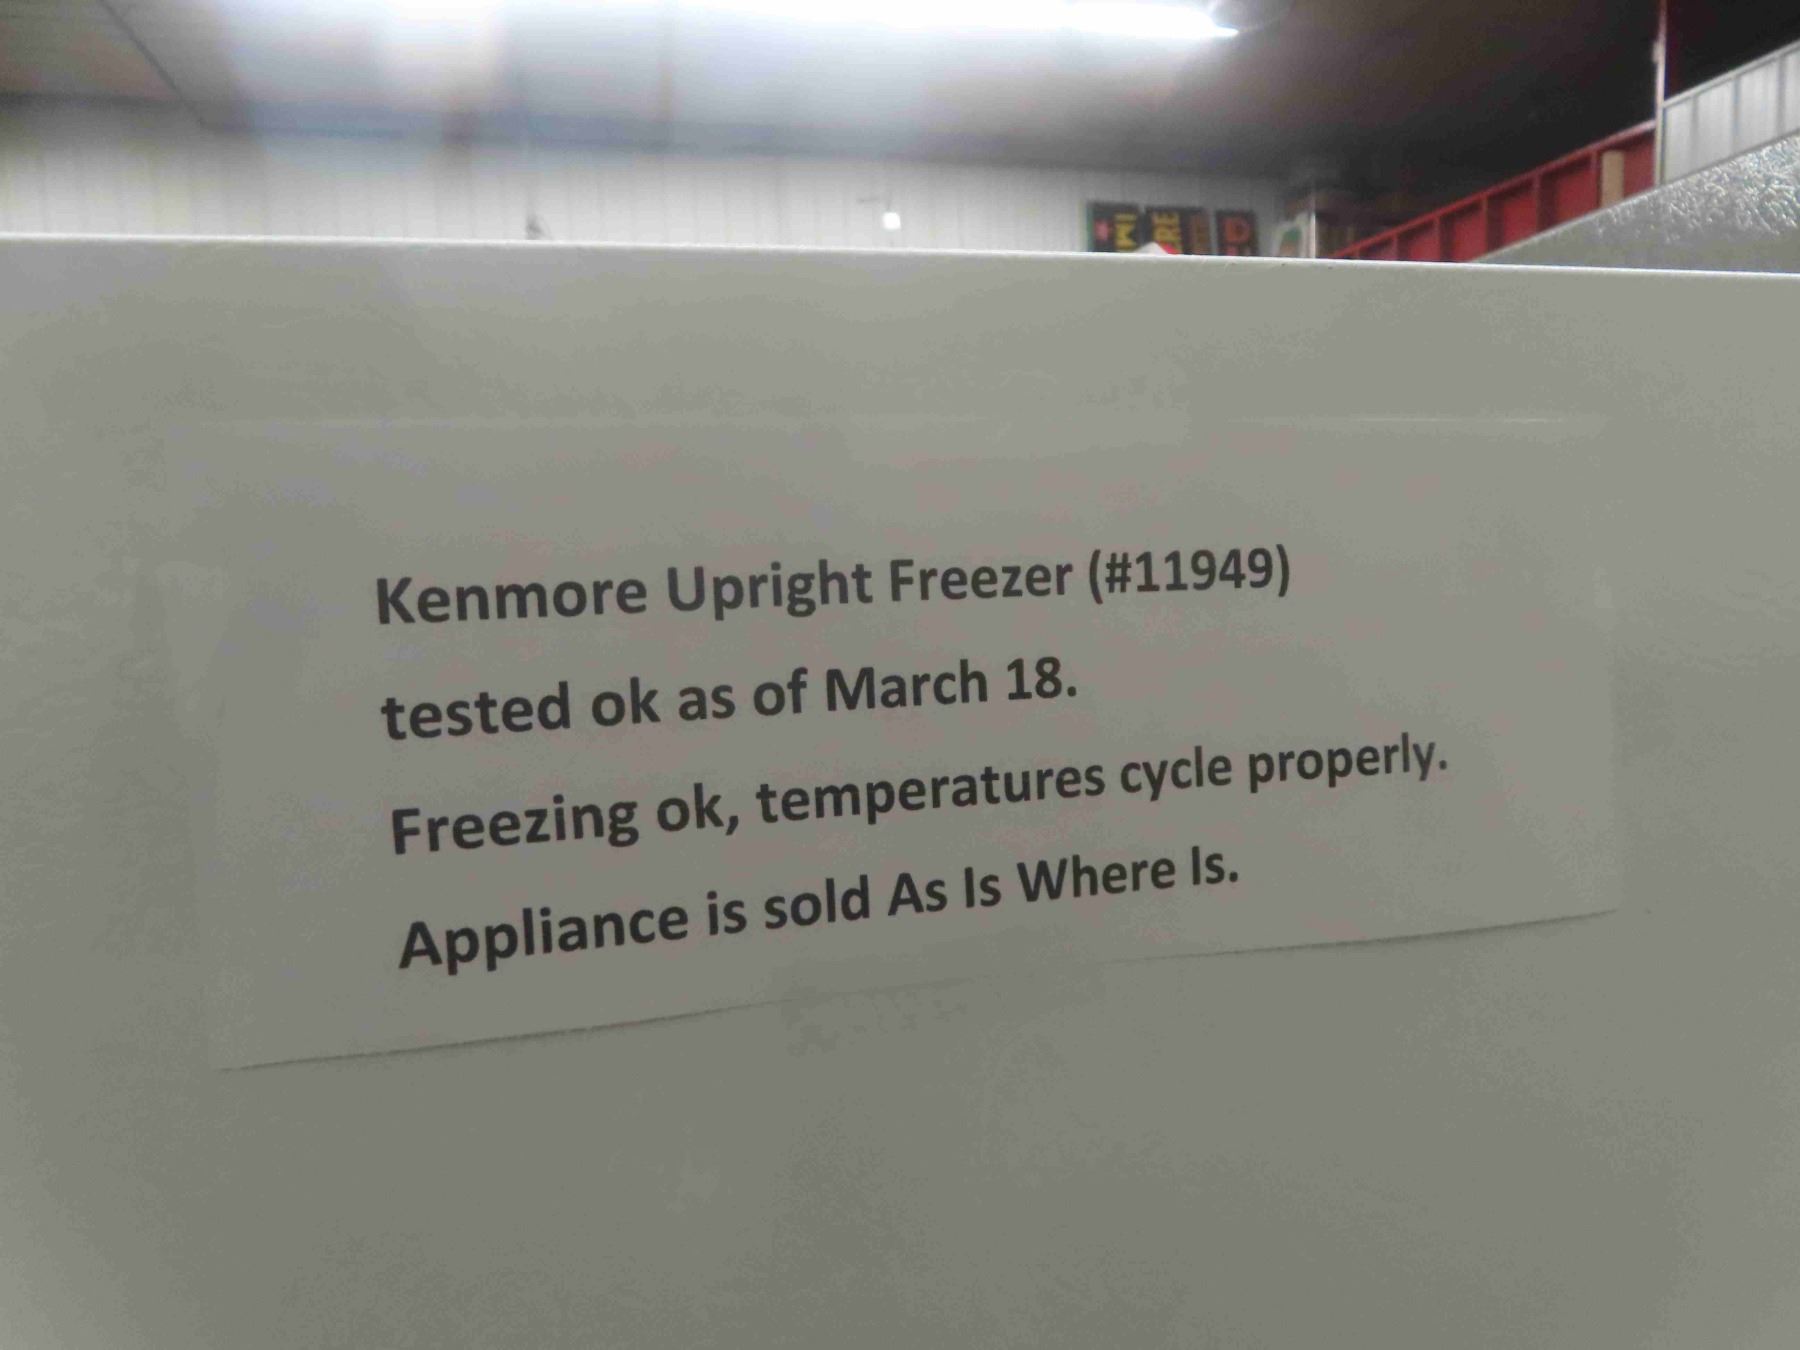 Kenmore Upright Freezer (#11949)
tested ok as of March 18.
Freezing ok, temperatures cycle properly.
Appliance is sold As Is Where Is.